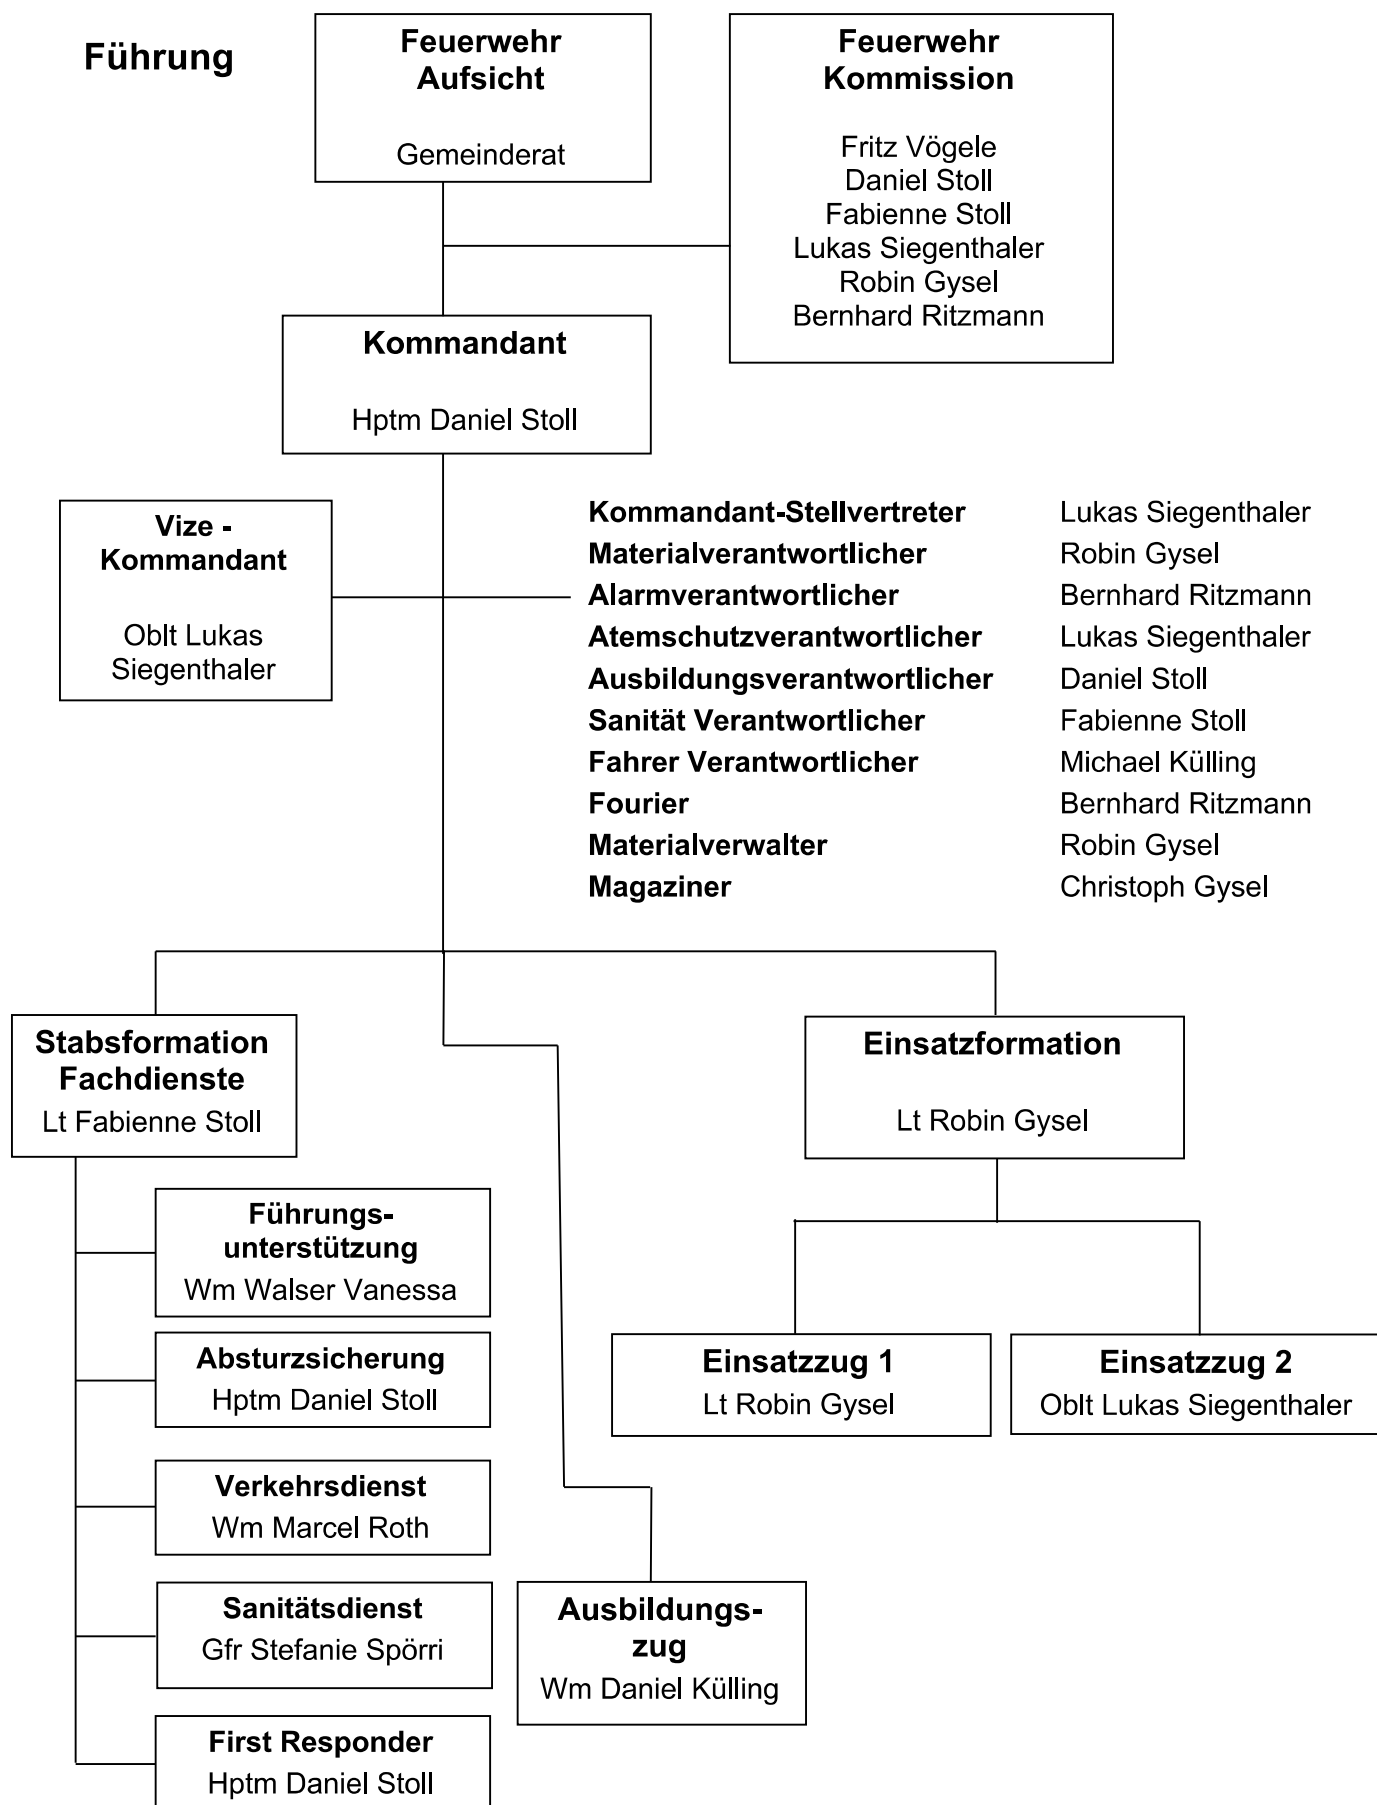 Führung
Feuerwehr
Aufsicht
Gemeinderat
Feuerwehr
Kommission
Fritz Vögele
Daniel Stoll
Fabienne Stoll
Lukas Siegenthaler
Robin Gysel
Bernhard Ritzmann
Kommandant
Hptm Daniel Stoll
Vize -
Kommandant
Oblt Lukas
Siegenthaler
Kommandant-Stellvertreter Lukas Siegenthaler
Materialverantwortlicher Robin Gysel
Alarmverantwortlicher Bernhard Ritzmann
Atemschutzverantwortlicher Lukas Siegenthaler
Ausbildungsverantwortlicher Daniel Stoll
Sanität Verantwortlicher Fabienne Stoll
Fahrer Verantwortlicher Michael Külling
Fourier Bernhard Ritzmann
Materialverwalter Robin Gysel
Magaziner Christoph Gysel
Stabsformation
Fachdienste
Lt Fabienne Stoll
Führungs-
unterstützung
Wm Walser Vanessa
Absturzsicherung
Hptm Daniel Stoll
Verkehrsdienst
Wm Marcel Roth
Sanitätsdienst
Gfr Stefanie Spörri
First Responder
Hptm Daniel Stoll
Ausbildungs-
zug
Wm Daniel Külling
Einsatzformation
Lt Robin Gysel
Einsatzzug 1
Lt Robin Gysel
Einsatzzug 2
Oblt Lukas Siegenthaler